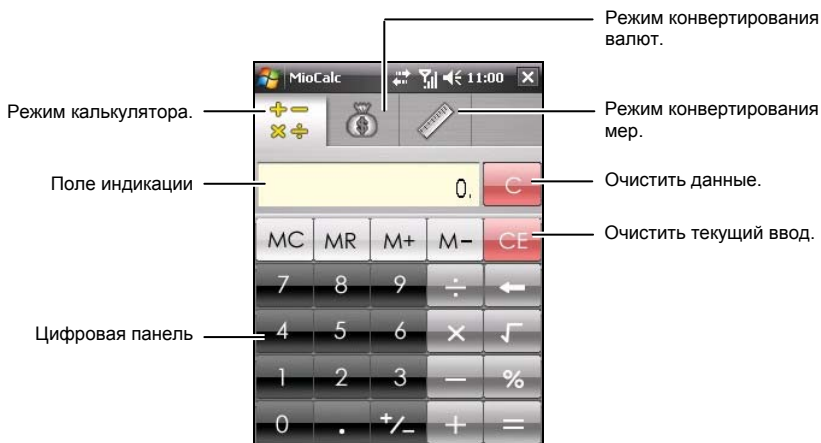 Режим конвертирования
валют.
MioCalc 11:00
Режим калькулятора.
Режим конвертирования
мер.
Поле индикации
0.
C
Очистить данные.
MC MR M+ M- CE
Очистить текущий ввод.
7 8 9 ÷ ←
Цифровая панель
4 5 6 × √
1 2 3 − %
0 . +/- + =